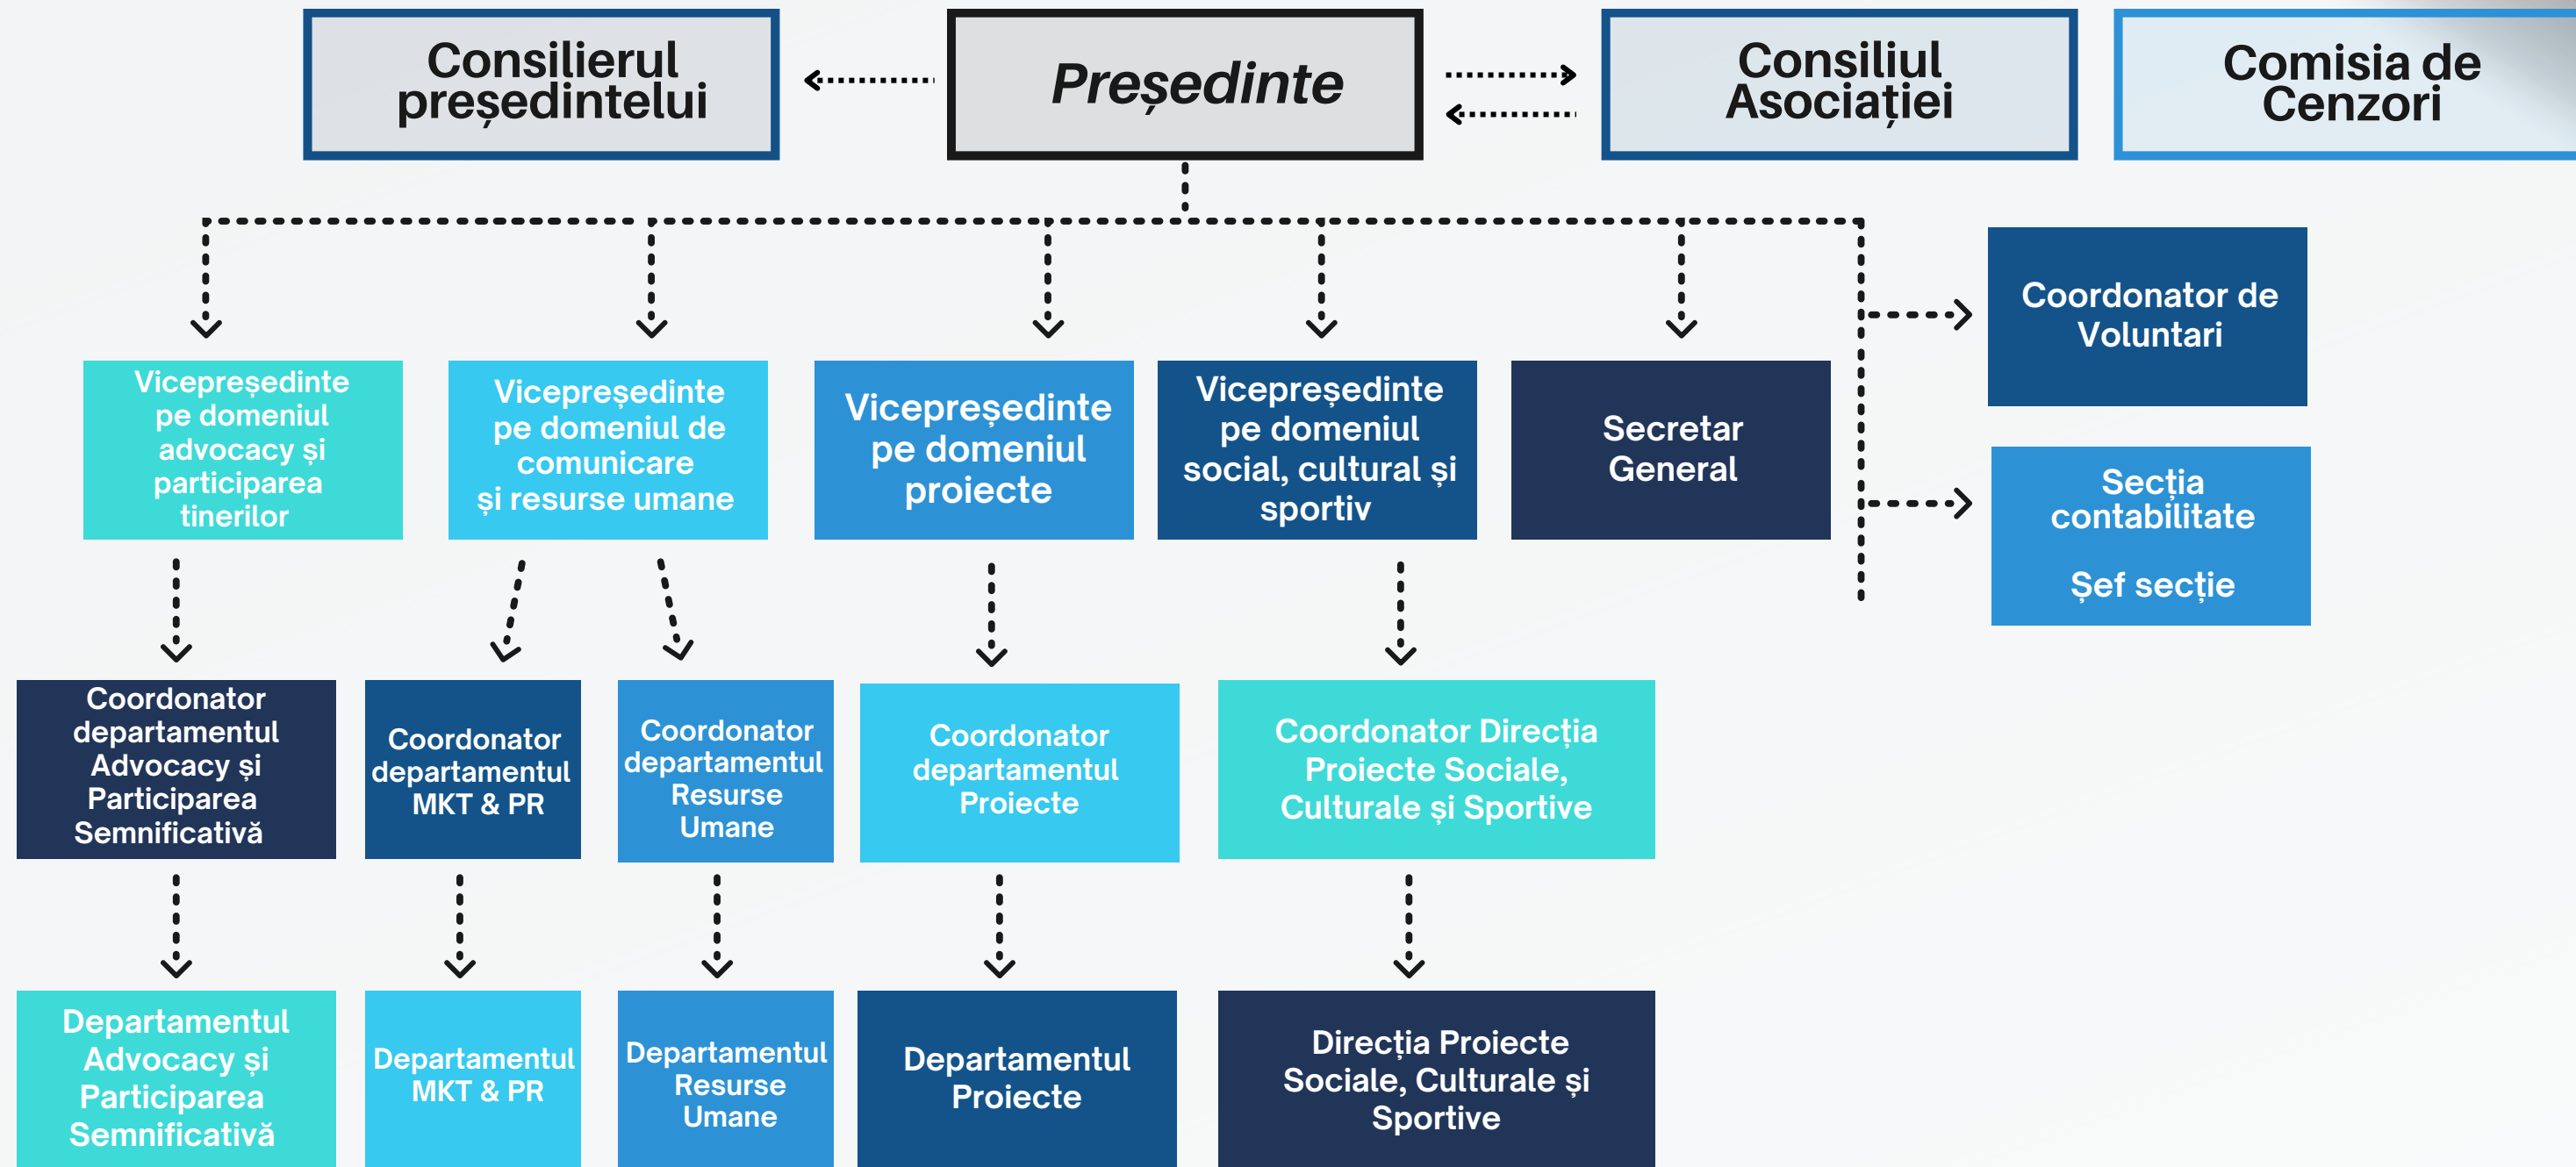 Consilierul
președintelui
Președinte
Consiliul
Asociației
Comisia de
Cenzori
Coordonator de
Voluntari
Vicepreședinte
pe domeniul
advocacy și
participarea
tinerilor
Vicepreședinte
pe domeniul de
comunicare
și resurse umane
Vicepreședinte
pe domeniul
proiecte
Vicepreședinte
pe domeniul
social, cultural și
sportiv
Secretar
General
Secția
contabilitate
Șef secție
Coordonator
departamentul
Advocacy și
Participarea
Semnificativă
Coordonator
departamentul
MKT & PR
Coordonator
departamentul
Resurse
Umane
Coordonator
departamentul
Proiecte
Coordonator Direcția
Proiecte Sociale,
Culturale și Sportive
Departamentul
Advocacy și
Participarea
Semnificativă
Departamentul
MKT & PR
Departamentul
Resurse
Umane
Departamentul
Proiecte
Direcția Proiecte
Sociale, Culturale și
Sportive